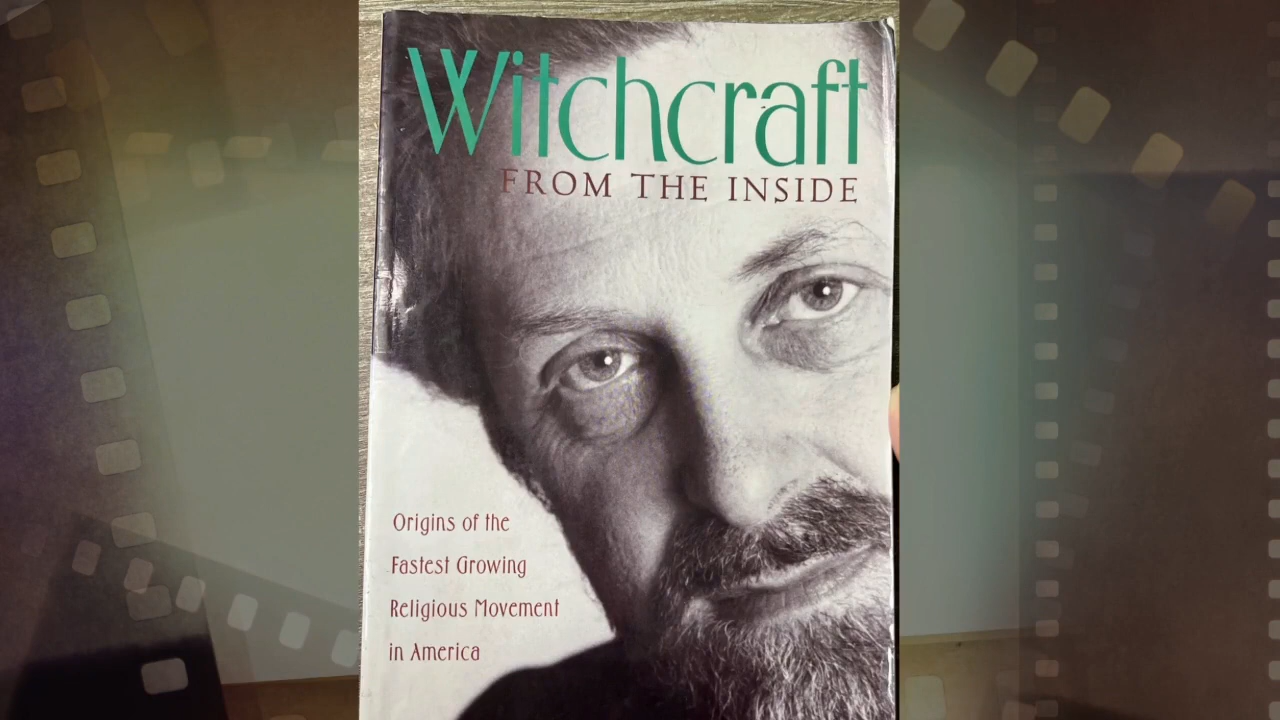 Witchcraft
FROM THE INSIDE
Origins of the
Fastest Growing
Religious Movement
in America